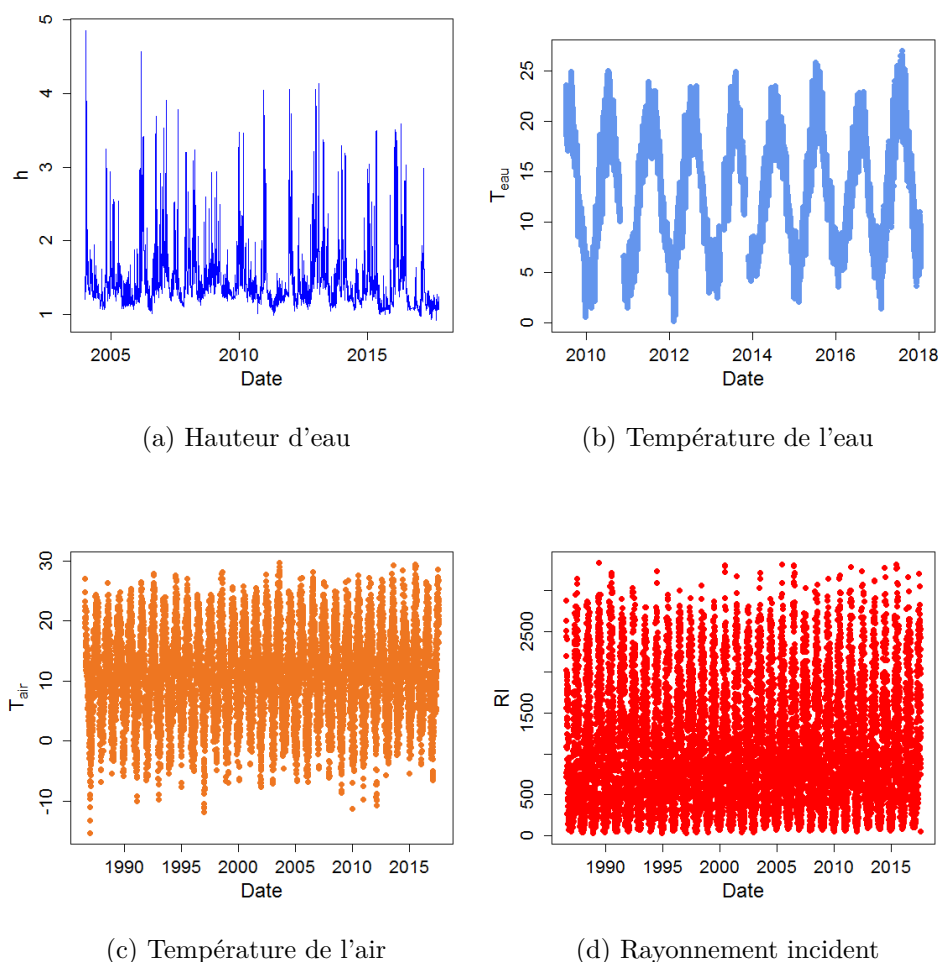 5
4
3
2
1
h
2005 2010 2015
Date
(a) Hauteur d'eau
25
20
15
10
5
0
T_eau
2010 2012 2014 2016 2018
Date
(b) Température de l'eau
30
20
10
0
-10
T_air
1990 1995 2000 2005 2010 2015
Date
(c) Température de l'air
2500
1500
500
0
RI
1990 1995 2000 2005 2010 2015
Date
(d) Rayonnement incident